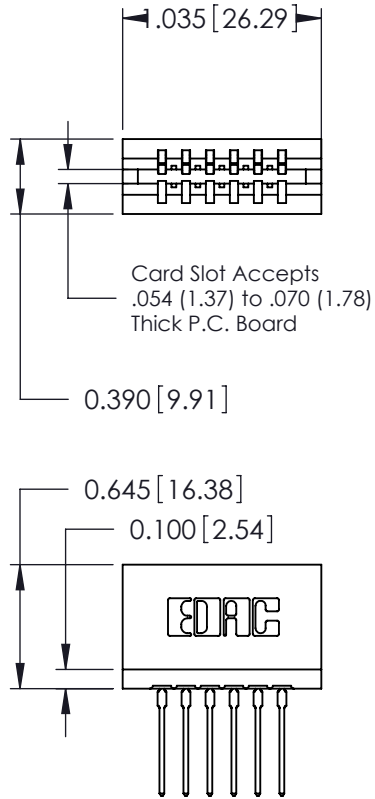 1.035 [26.29]
Card Slot Accepts
.054 (1.37) to .070 (1.78)
Thick P.C. Board
0.390 [9.91]
0.645 [16.38]
0.100 [2.54]
EDAC